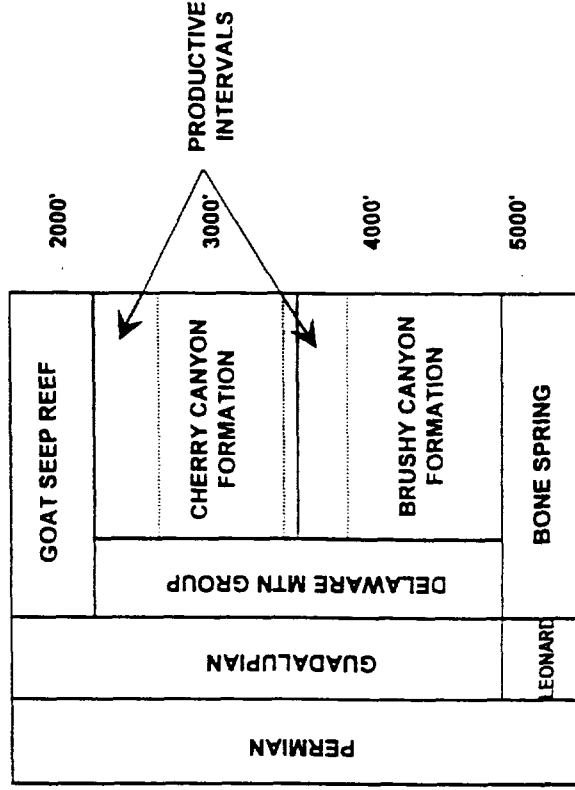 PERMIAN
GUADALUPIAN
LEONARD
DELAWARE MTN GROUP
GOAT SEEP REEF
CHERRY CANYON
FORMATION
BRUSHY CANYON
FORMATION
BONE SPRING
2000'
3000'
4000'
5000'
PRODUCTIVE
INTERVALS